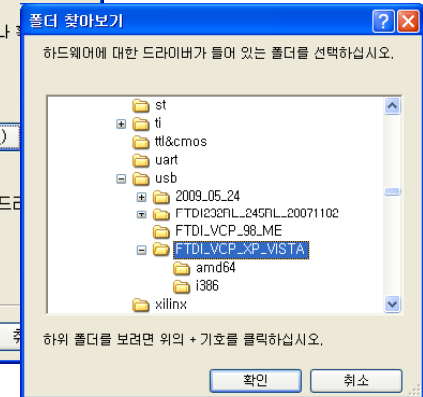 폴더 찾아보기
하드웨어에 대한 드라이버가 들어 있는 폴더를 선택하십시오.
st
ti
ttl&cmos
uart
usb
2009_05_24
FTDI232RL_245RL_20071102
FTDI_VCP_98_ME
FTDI_VCP_XP_VISTA
amd64
i386
xilinx
하위 폴더를 보려면 위의 + 기호를 클릭하십시오.
확인
취소